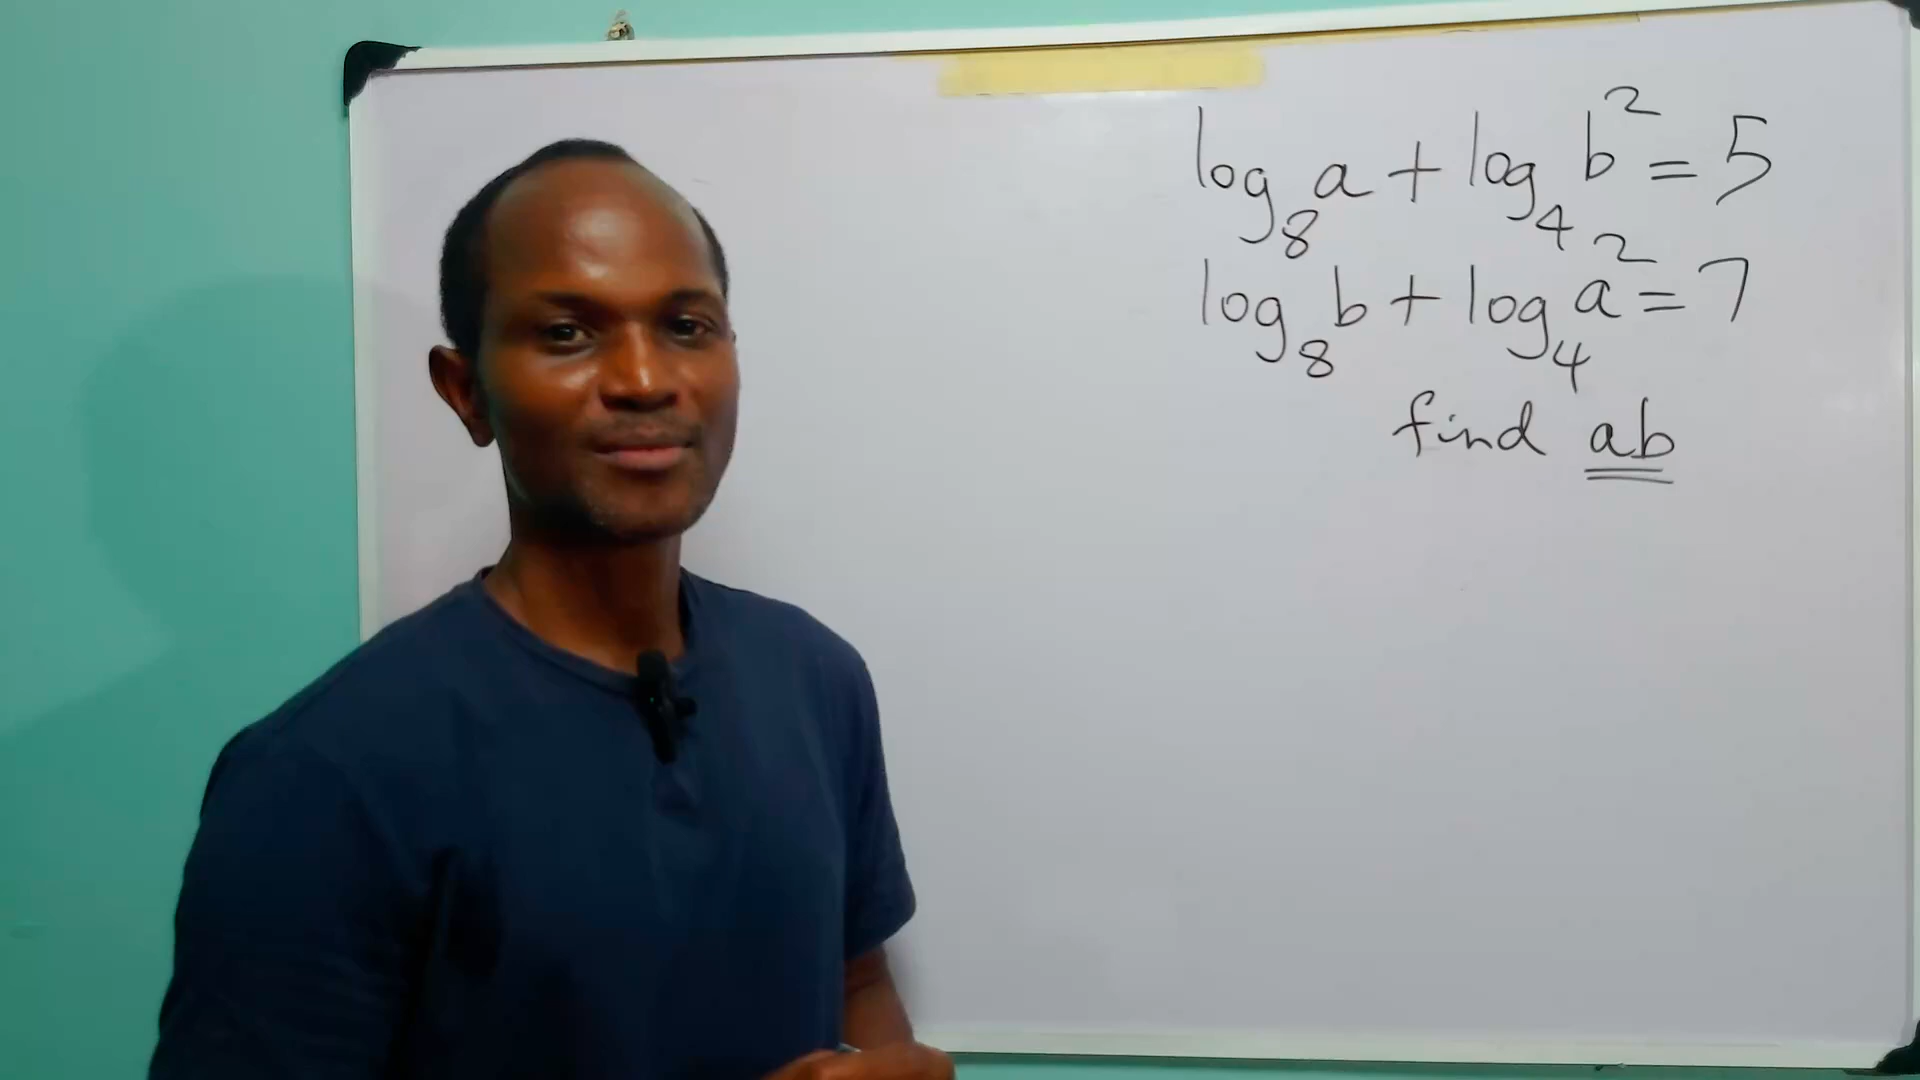 log₈a + log₄b² = 5
log₈b + log₄a² = 7
find ab